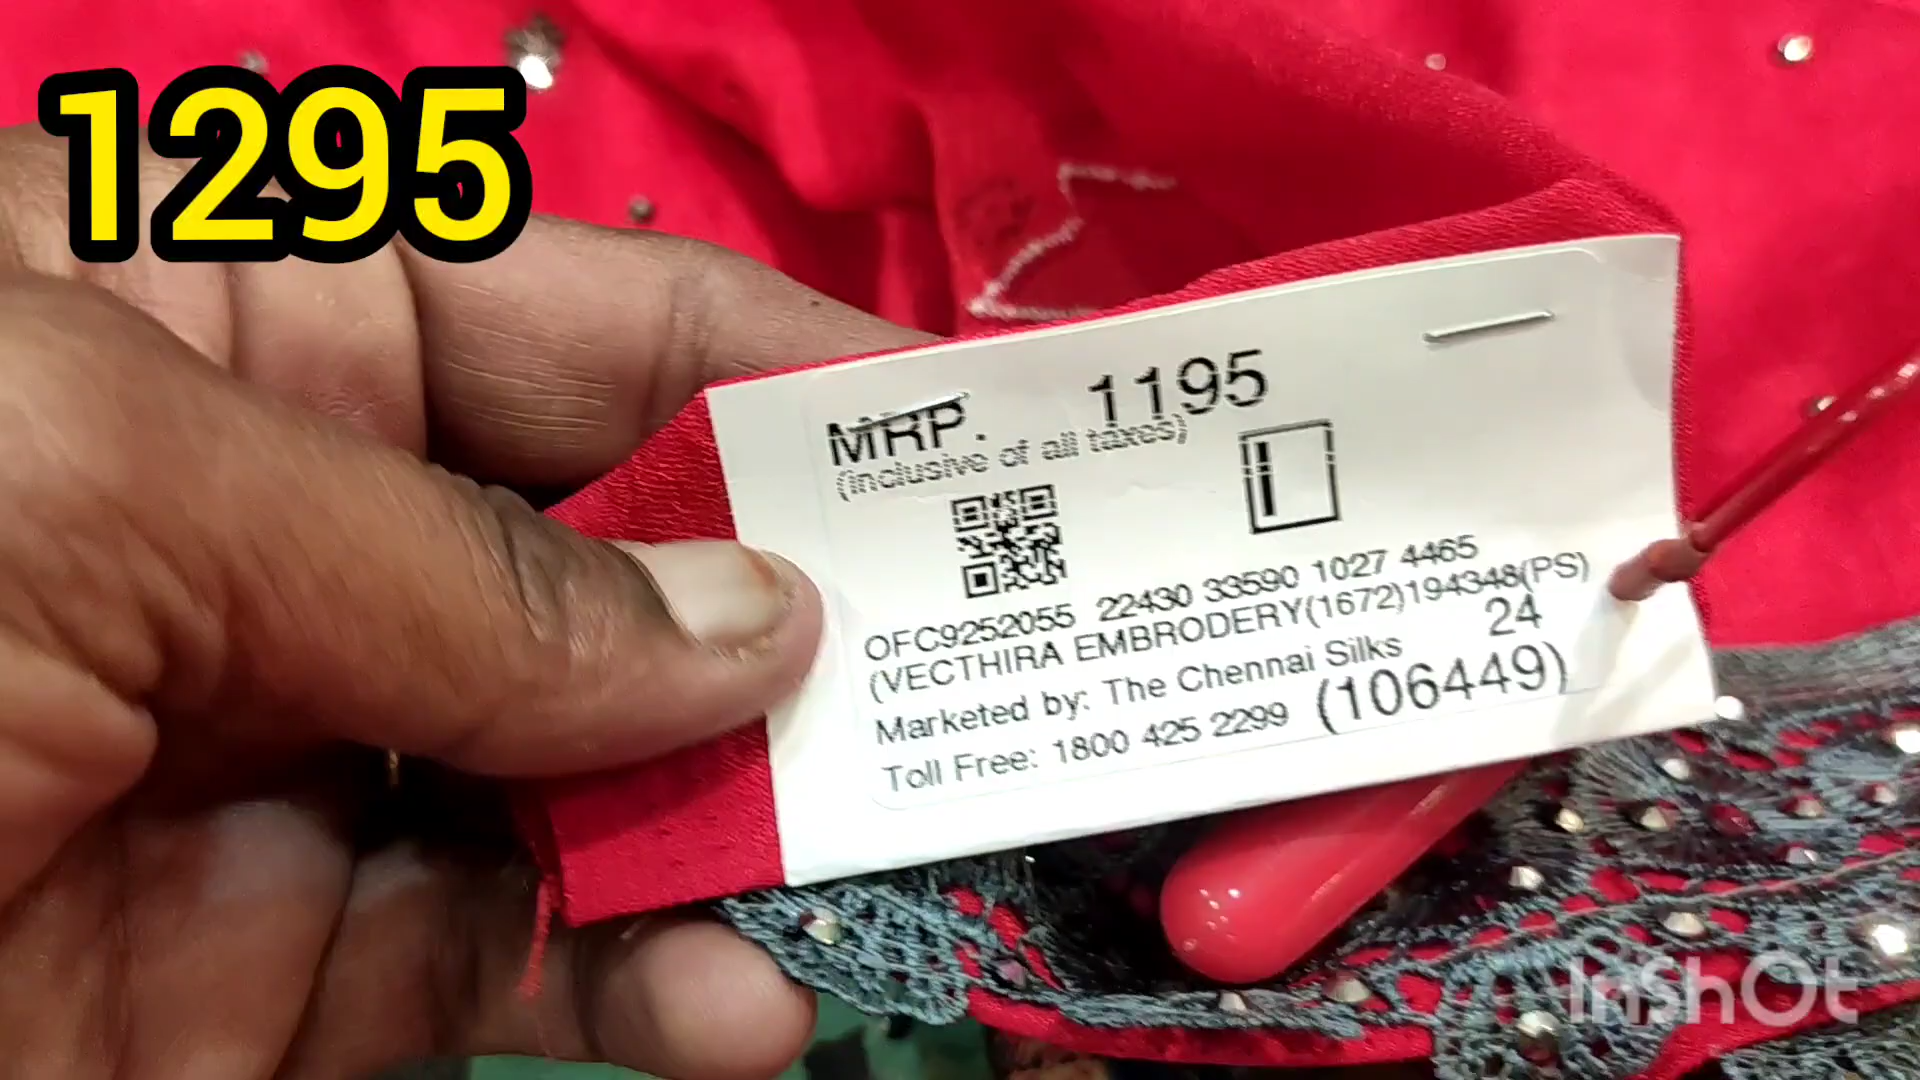 1295
MRP. 1195
(Inclusive of all taxes)
OFC9252055 22430 33590 1027 4465
(VECTHIRA EMBRODERY(1672)194348(PS)
24
Marketed by: The Chennai Silks
Toll Free: 1800 425 2299 (106449)
InShOt